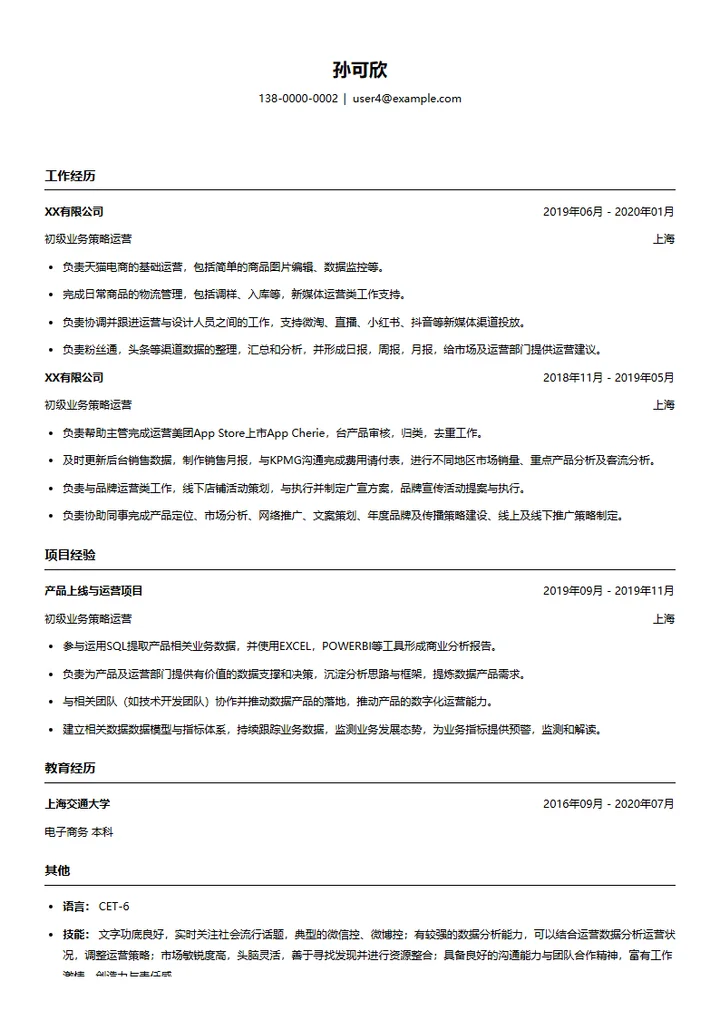 孙可欣
138-0000-0002 | user4@example.com
工作经历
XX有限公司 2019年06月 - 2020年01月
初级业务策略运营 上海
• 负责天猫电商的基础运营，包括简单的商品图片编辑、数据监控等。
• 完成日常商品的物流管理，包括调样、入库等，新媒体运营类工作支持。
• 负责协调并跟进运营与设计人员之间的工作，支持微淘、直播、小红书、抖音等新媒体渠道投放。
• 负责粉丝通，头条等渠道数据的整理，汇总和分析，并形成日报，周报，月报，给市场及运营部门提供运营建议。
XX有限公司 2018年11月 - 2019年05月
初级业务策略运营 上海
• 负责帮助主管完成运营美团App Store上市App Cherie，台产品审核，归类，去重工作。
• 及时更新后台销售数据，制作销售月报，与KPMG沟通完成费用请付表，进行不同地区市场销量、重点产品分析及客流分析。
• 负责与品牌运营类工作，线下店铺活动策划，与执行并制定广宣方案，品牌宣传活动提案与执行。
• 负责协助同事完成产品定位、市场分析、网络推广、文案策划、年度品牌及传播策略建设、线上及线下推广策略制定。
项目经验
产品上线与运营项目 2019年09月 - 2019年11月
初级业务策略运营 上海
• 参与运用SQL提取产品相关业务数据，并使用EXCEL，POWERBI等工具形成商业分析报告。
• 负责为产品及运营部门提供有价值的数据支撑和决策，沉淀分析思路与框架，提炼数据产品需求。
• 与相关团队（如技术开发团队）协作并推动数据产品的落地，推动产品的数字化运营能力。
• 建立相关数据数据模型与指标体系，持续跟踪业务数据，监测业务发展态势，为业务指标提供预警，监测和解读。
教育经历
上海交通大学 2016年09月 - 2020年07月
电子商务 本科
其他
• 语言： CET-6
• 技能： 文字功底良好，实时关注社会流行话题，典型的微信控、微博控；有较强的数据分析能力，可以结合运营数据分析运营状
况，调整运营策略；市场敏锐度高，头脑灵活，善于寻找发现并进行资源整合；具备良好的沟通能力与团队合作精神，富有工作
激情、创造力与责任感